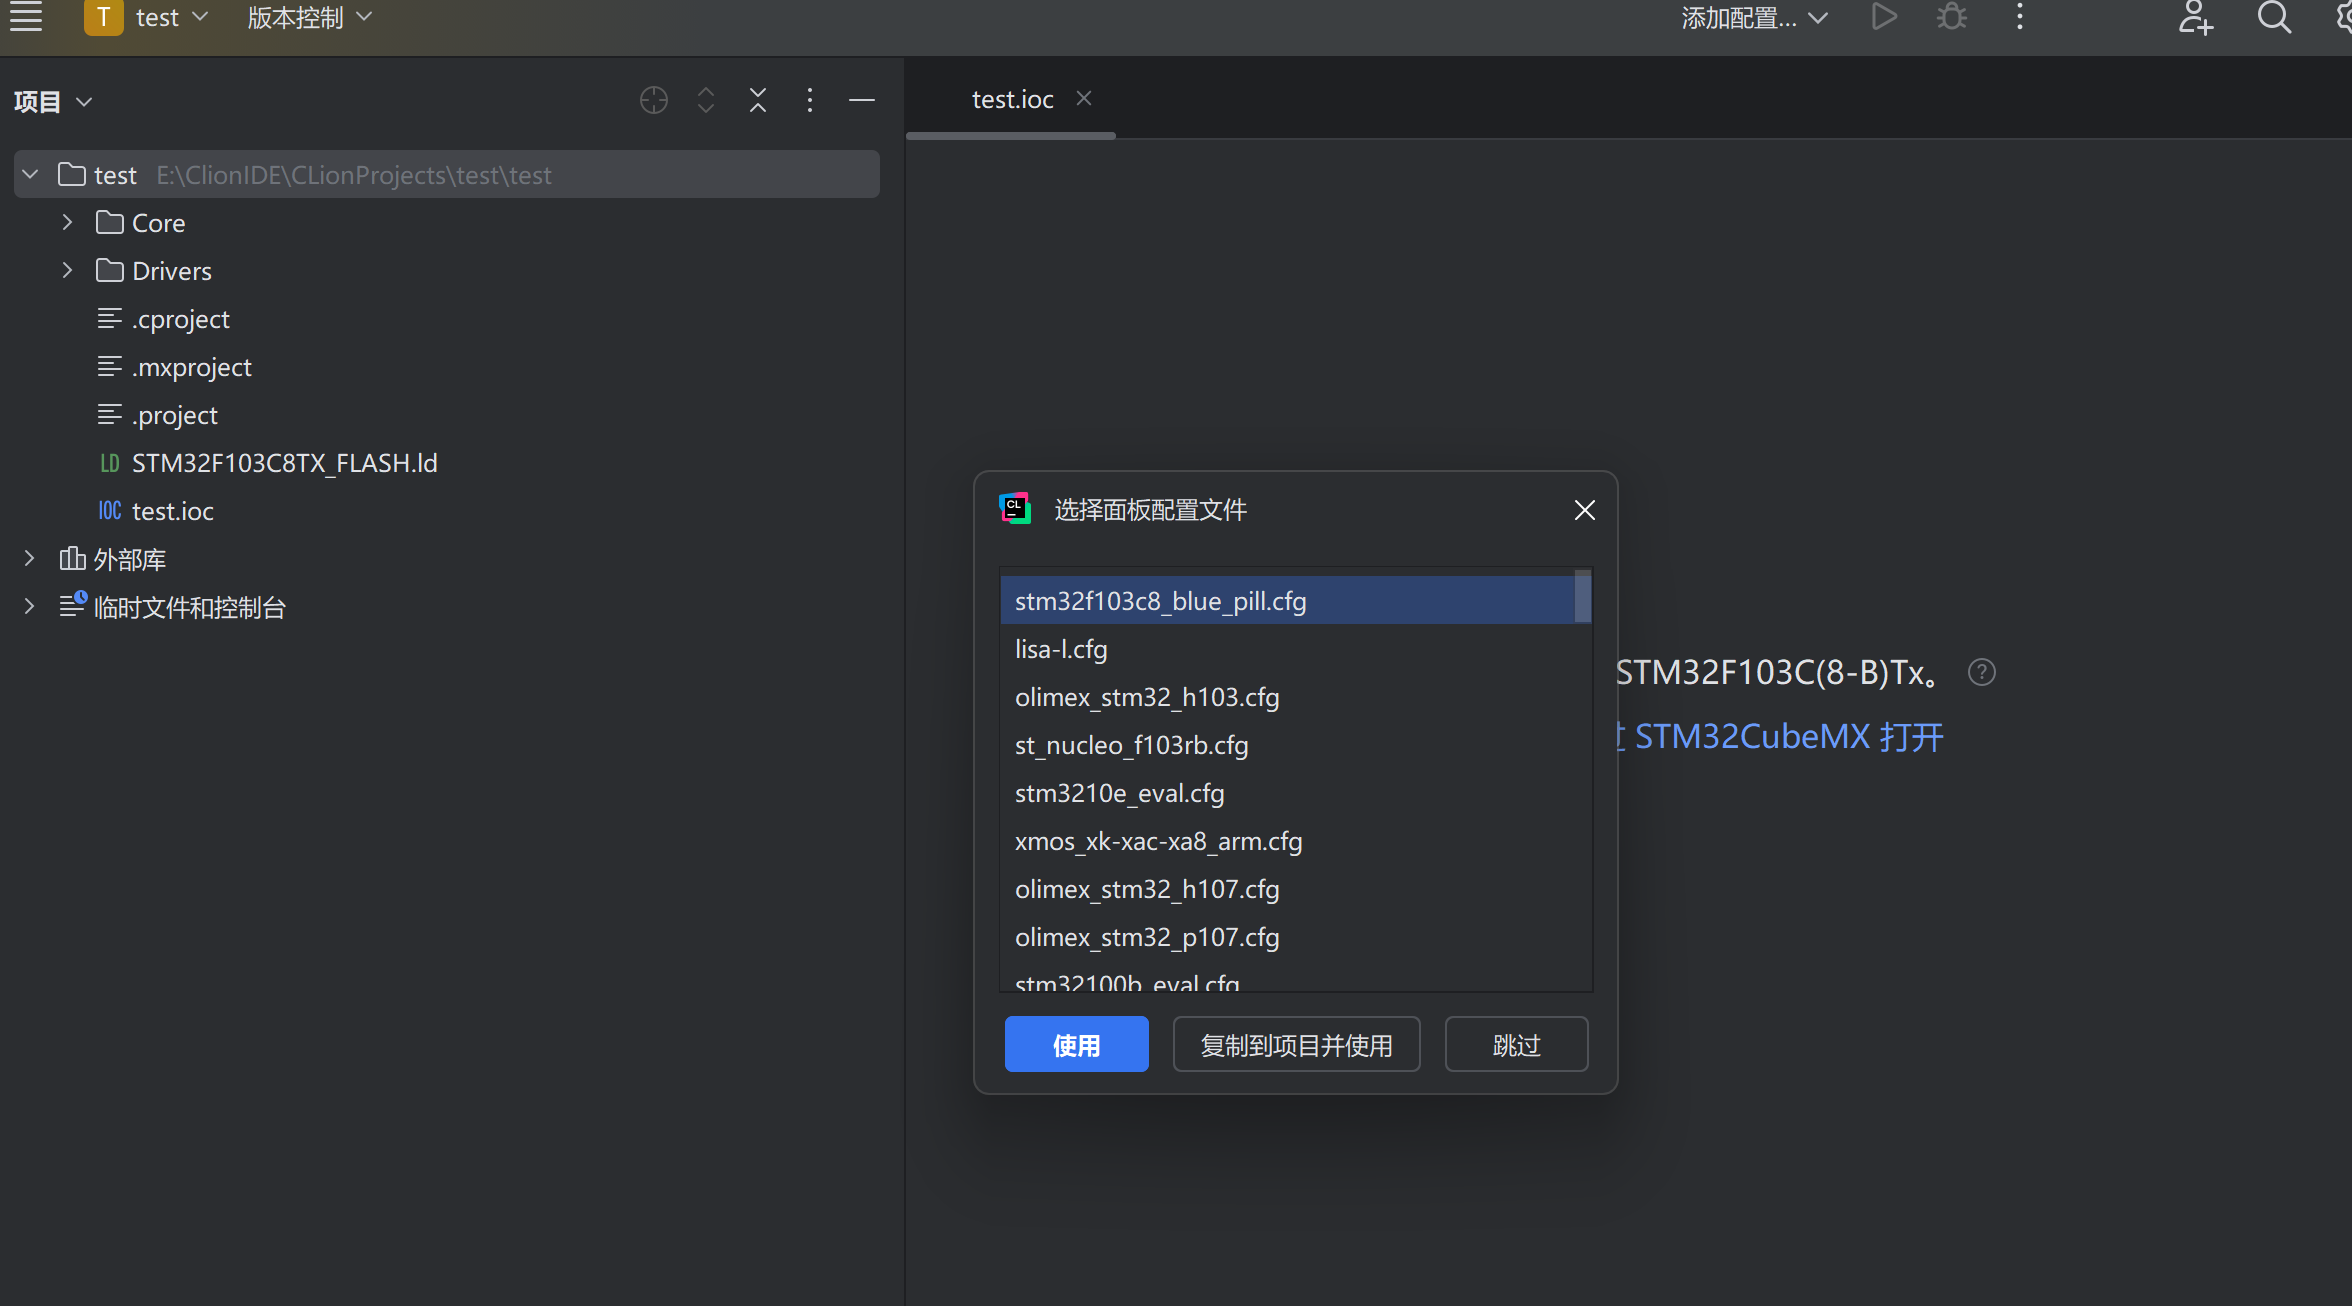 T test 版本控制 添加配置...
项目
test E:\ClionIDE\CLionProjects\test\test
Core
Drivers
.cproject
.mxproject
.project
LD STM32F103C8TX_FLASH.ld
IOC test.ioc
外部库
临时文件和控制台
test.ioc
STM32F103C(8-B)Tx。 ?
STM32CubeMX 打开
CL
选择面板配置文件
stm32f103c8_blue_pill.cfg
lisa-l.cfg
olimex_stm32_h103.cfg
st_nucleo_f103rb.cfg
stm3210e_eval.cfg
xmos_xk-xac-xa8_arm.cfg
olimex_stm32_h107.cfg
olimex_stm32_p107.cfg
stm32100b_eval.cfg
使用 复制到项目并使用 跳过